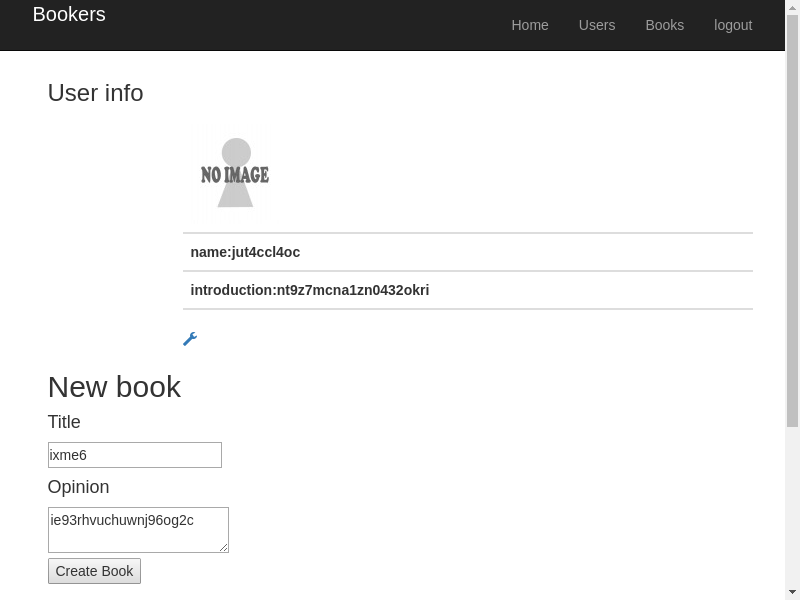 Bookers
Home Users Books logout
User info
NO IMAGE
name:jut4ccl4oc
introduction:nt9z7mcna1zn0432okri
New book
Title
ixme6
Opinion
ie93rhvuchuwnj96og2c
Create Book